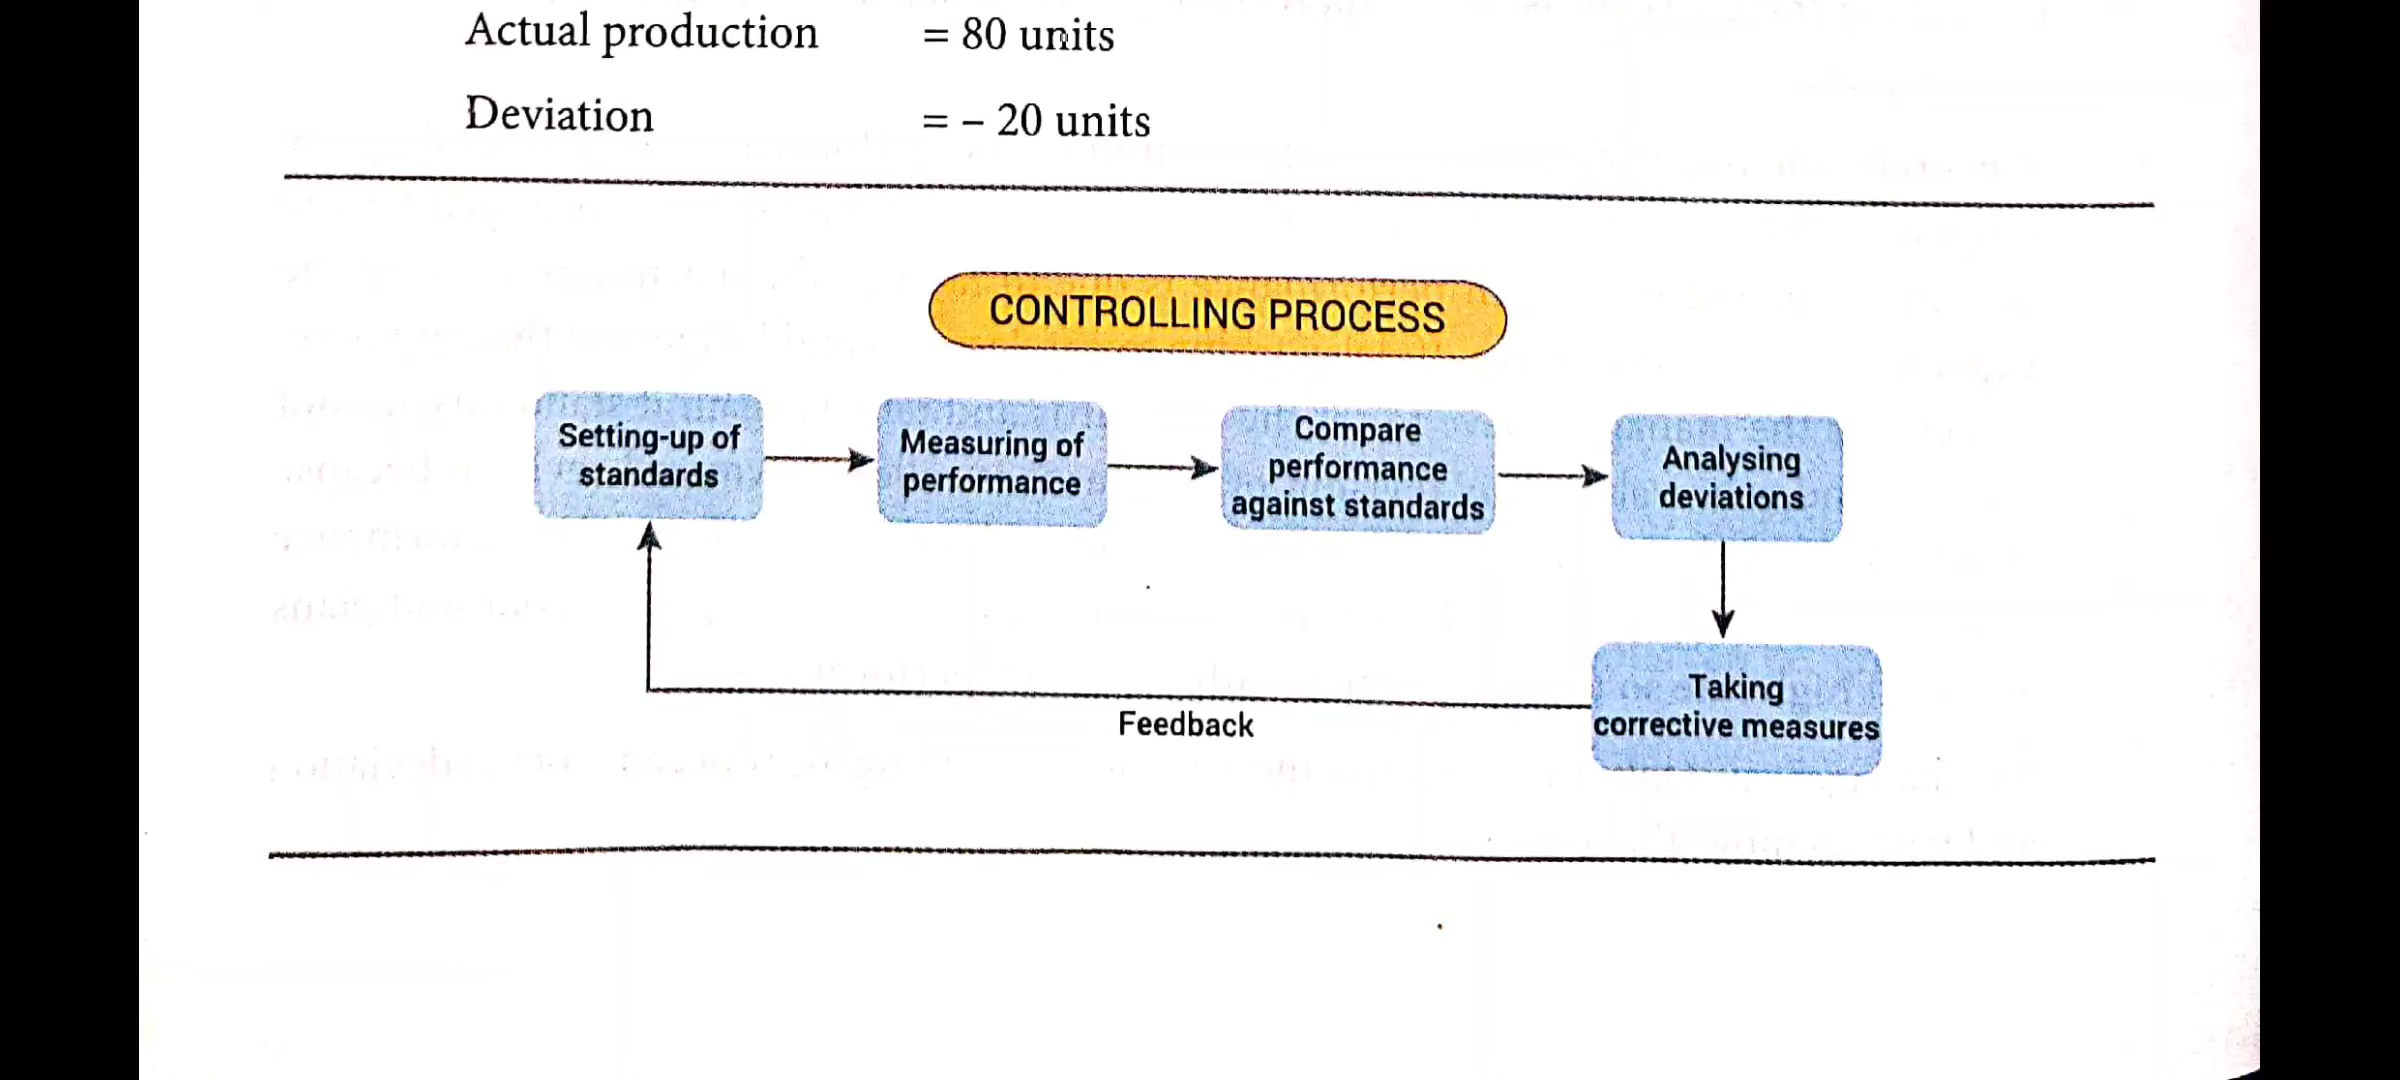 Actual production = 80 units
Deviation = – 20 units
CONTROLLING PROCESS
Setting-up of
standards
Measuring of
performance
Compare
performance
against standards
Analysing
deviations
Taking
corrective measures
Feedback